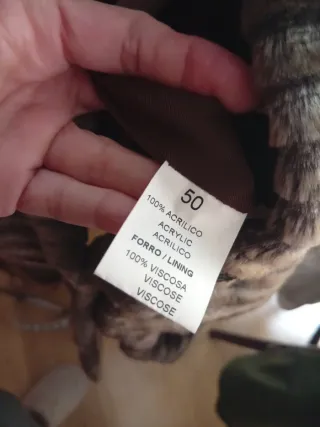 50
100% ACRILICO
ACRYLIC
ACRILICO
FORRO / LINING
100% VISCOSA
VISCOSE
VISCOSE